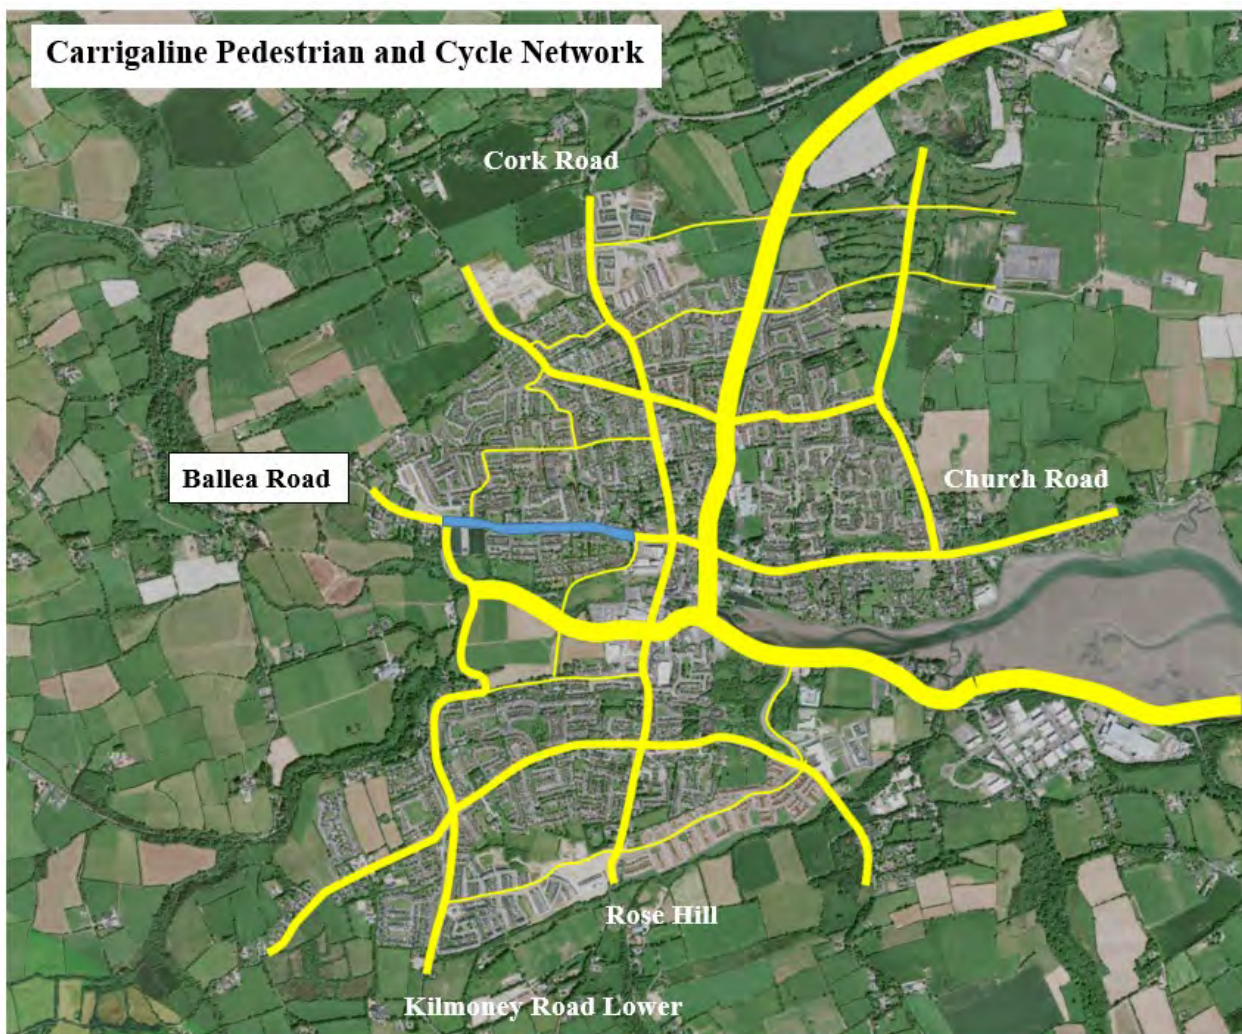 Carrigaline Pedestrian and Cycle Network
Cork Road
Ballea Road
Church Road
Rose Hill
Kilmoney Road Lower